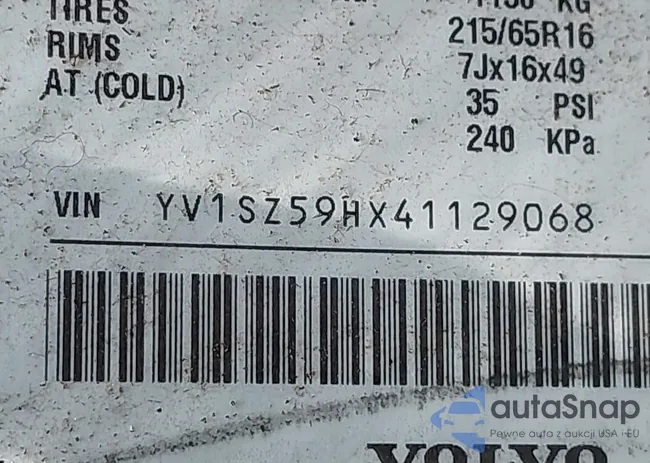 TIRES
RIMS
AT (COLD)
KG
215/65R16
7Jx16x49
35 PSI
240 KPa
VIN YV1SZ59HX41129068
autaSnap
Pewne auta z aukcji USA i EU
VOLVO